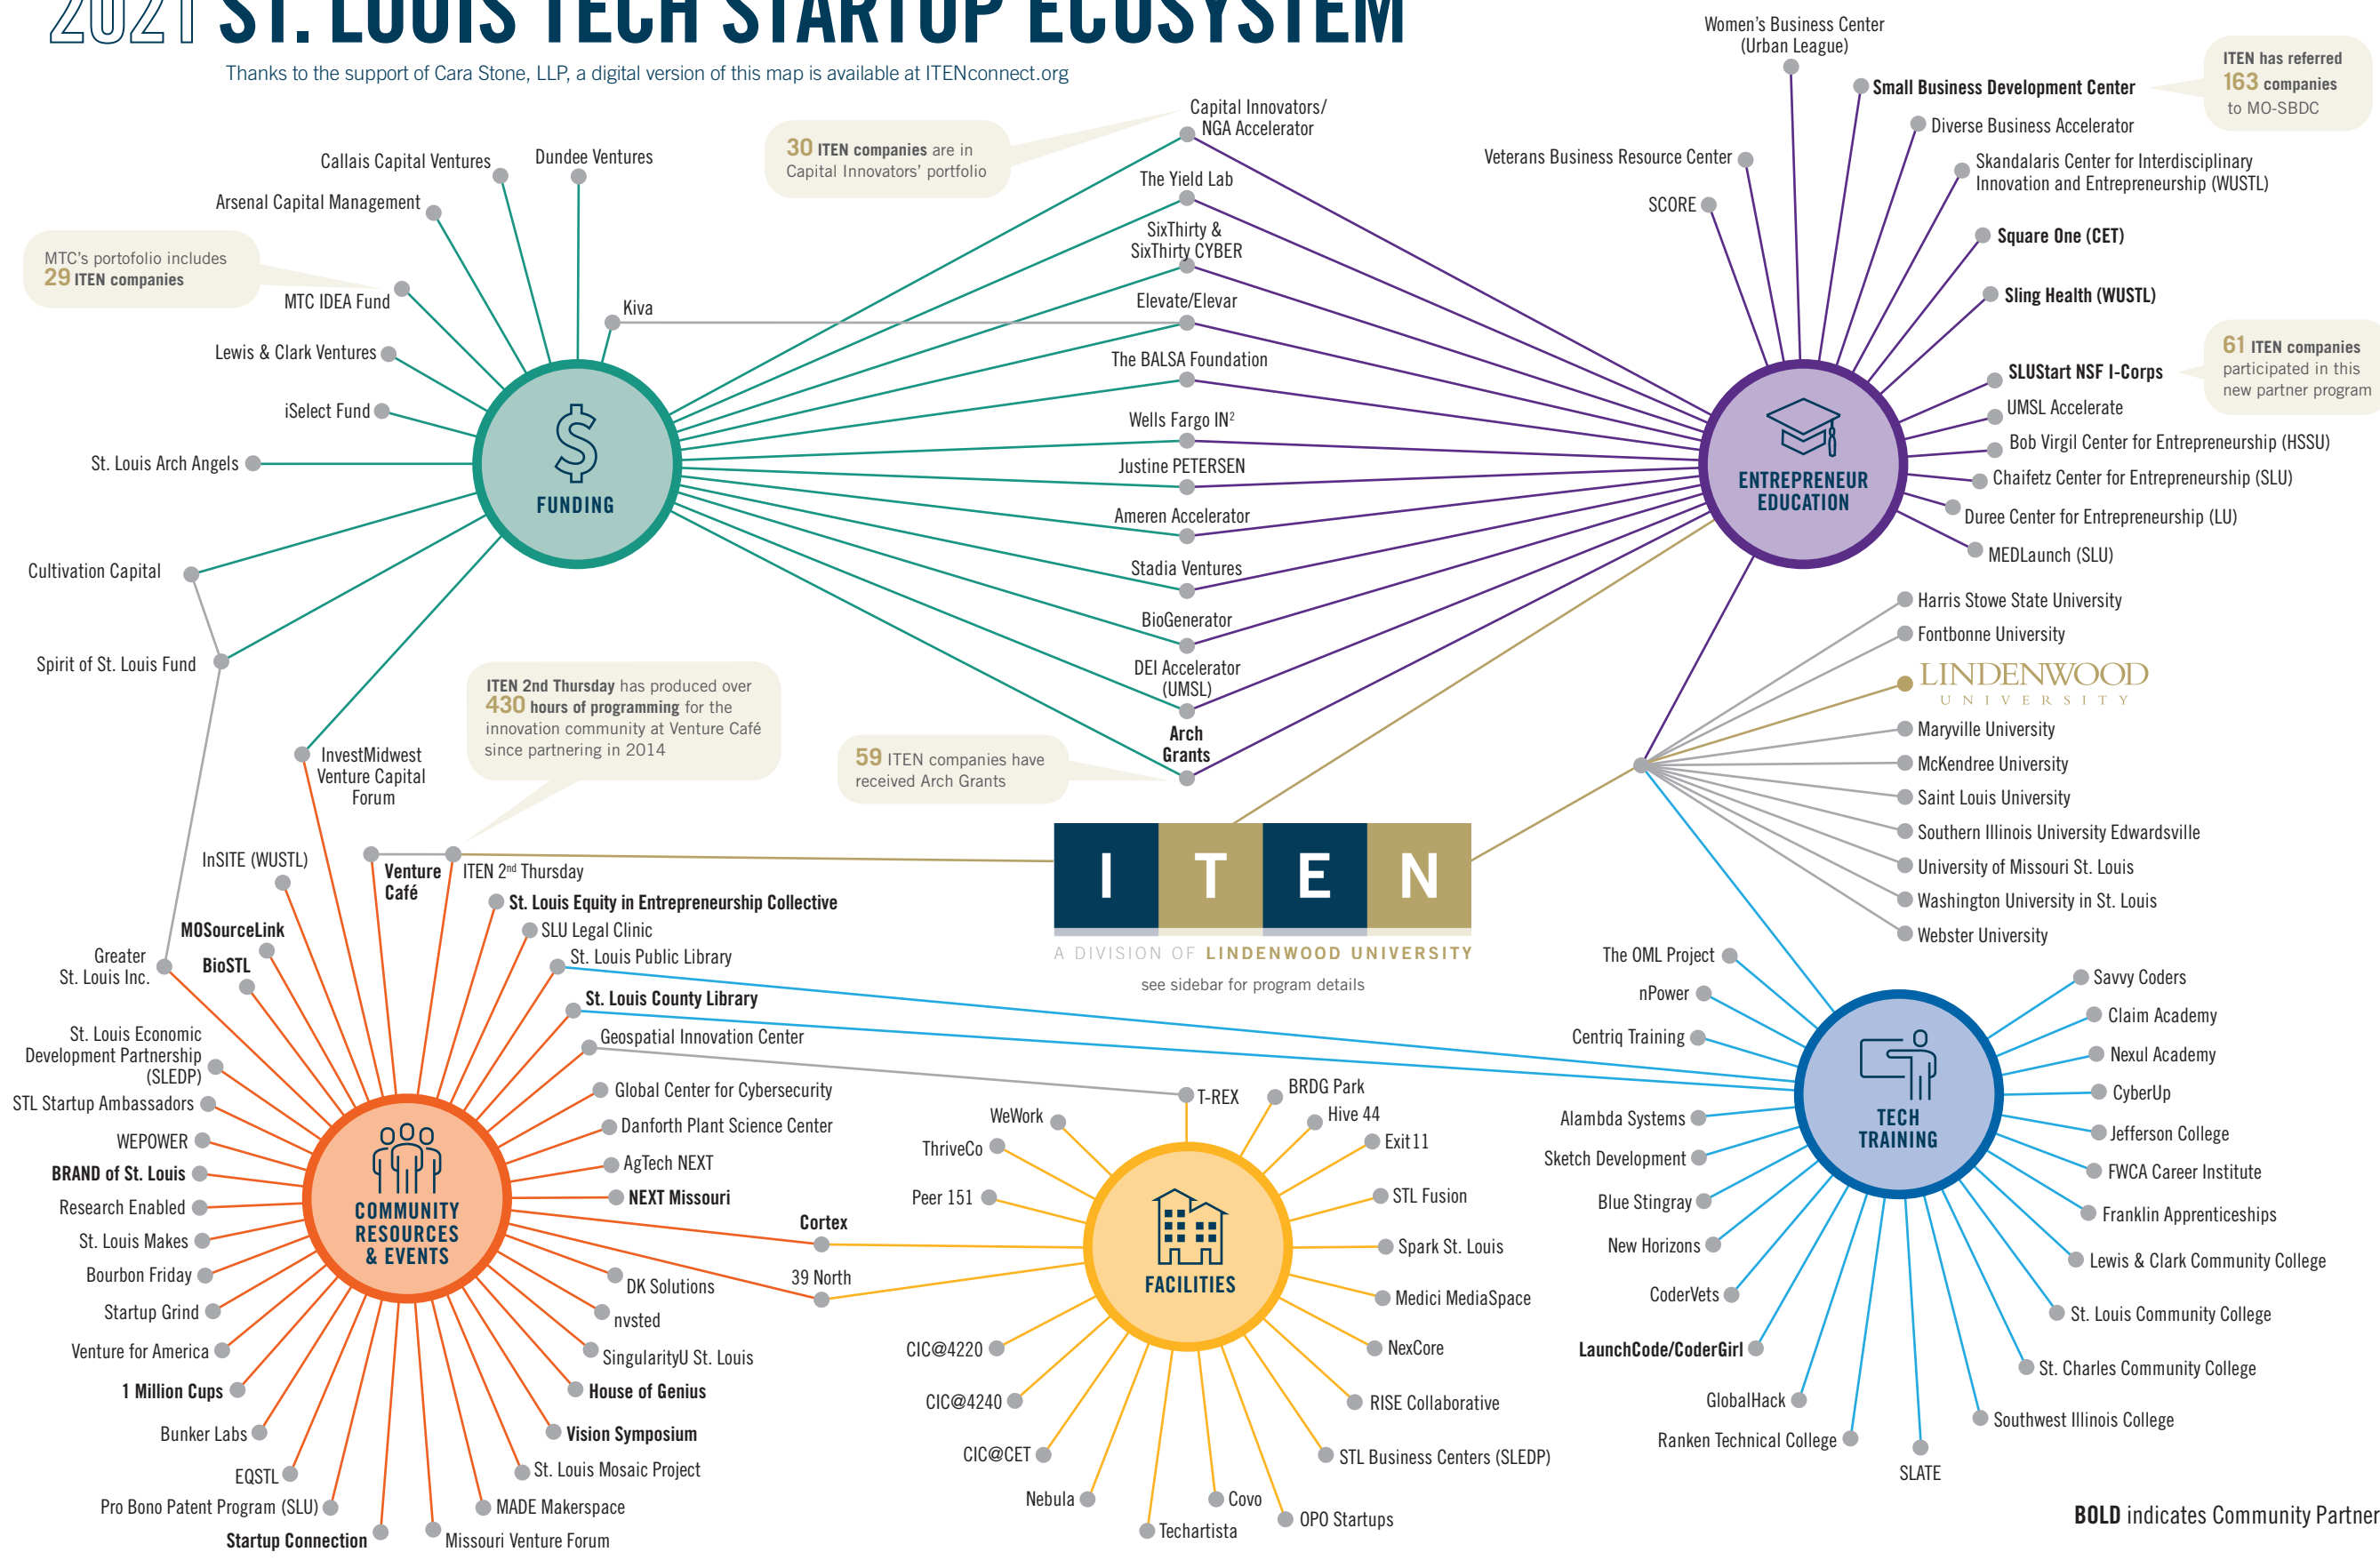 2021 ST. LOUIS TECH STARTUP ECOSYSTEM
Thanks to the support of Cara Stone, LLP, a digital version of this map is available at ITENconnect.org
Callais Capital Ventures
Dundee Ventures
Arsenal Capital Management
MTC's portofolio includes
29 ITEN companies
MTC IDEA Fund
Kiva
Lewis & Clark Ventures
iSelect Fund
St. Louis Arch Angels
FUNDING
Cultivation Capital
Spirit of St. Louis Fund
InvestMidwest
Venture Capital
Forum
30 ITEN companies are in
Capital Innovators' portfolio
Capital Innovators/
NGA Accelerator
The Yield Lab
SixThirty &
SixThirty CYBER
Elevate/Elevar
The BALSA Foundation
Wells Fargo IN²
Justine PETERSEN
Ameren Accelerator
Stadia Ventures
BioGenerator
DEI Accelerator
(UMSL)
Arch
Grants
59 ITEN companies have
received Arch Grants
Women's Business Center
(Urban League)
Small Business Development Center
ITEN has referred
163 companies
to MO-SBDC
Diverse Business Accelerator
Veterans Business Resource Center
Skandalaris Center for Interdisciplinary
Innovation and Entrepreneurship (WUSTL)
SCORE
Square One (CET)
Sling Health (WUSTL)
SLUStart NSF I-Corps
61 ITEN companies
participated in this
new partner program
UMSL Accelerate
Bob Virgil Center for Entrepreneurship (HSSU)
Chaifetz Center for Entrepreneurship (SLU)
Duree Center for Entrepreneurship (LU)
MEDLaunch (SLU)
ENTREPRENEUR
EDUCATION
Harris Stowe State University
Fontbonne University
LINDENWOOD
UNIVERSITY
Maryville University
McKendree University
Saint Louis University
Southern Illinois University Edwardsville
University of Missouri St. Louis
Washington University in St. Louis
Webster University
ITEN 2nd Thursday has produced over
430 hours of programming for the
innovation community at Venture Café
since partnering in 2014
ITEN
A DIVISION OF LINDENWOOD UNIVERSITY
see sidebar for program details
InSITE (WUSTL)
Venture
Café
ITEN 2nd Thursday
St. Louis Equity in Entrepreneurship Collective
SLU Legal Clinic
MOSourceLink
St. Louis Public Library
BioSTL
Greater
St. Louis Inc.
St. Louis County Library
Geospatial Innovation Center
St. Louis Economic
Development Partnership
(SLEDP)
Global Center for Cybersecurity
STL Startup Ambassadors
Danforth Plant Science Center
WEPOWER
AgTech NEXT
BRAND of St. Louis
NEXT Missouri
Research Enabled
COMMUNITY
RESOURCES
& EVENTS
St. Louis Makes
Bourbon Friday
DK Solutions
Startup Grind
nvsted
Venture for America
SingularityU St. Louis
1 Million Cups
House of Genius
Bunker Labs
Vision Symposium
EQSTL
St. Louis Mosaic Project
Pro Bono Patent Program (SLU)
MADE Makerspace
Startup Connection
Missouri Venture Forum
Cortex
39 North
T-REX
BRDG Park
WeWork
Hive 44
ThriveCo
Exit11
Peer 151
STL Fusion
Spark St. Louis
FACILITIES
Medici MediaSpace
CIC@4220
NexCore
CIC@4240
RISE Collaborative
CIC@CET
STL Business Centers (SLEDP)
Nebula
Covo
OPO Startups
Techartista
The OML Project
nPower
Centriq Training
Alambda Systems
Sketch Development
Blue Stingray
New Horizons
CoderVets
LaunchCode/CoderGirl
GlobalHack
Ranken Technical College
SLATE
TECH
TRAINING
Savvy Coders
Claim Academy
Nexul Academy
CyberUp
Jefferson College
FWCA Career Institute
Franklin Apprenticeships
Lewis & Clark Community College
St. Louis Community College
St. Charles Community College
Southwest Illinois College
BOLD indicates Community Partner